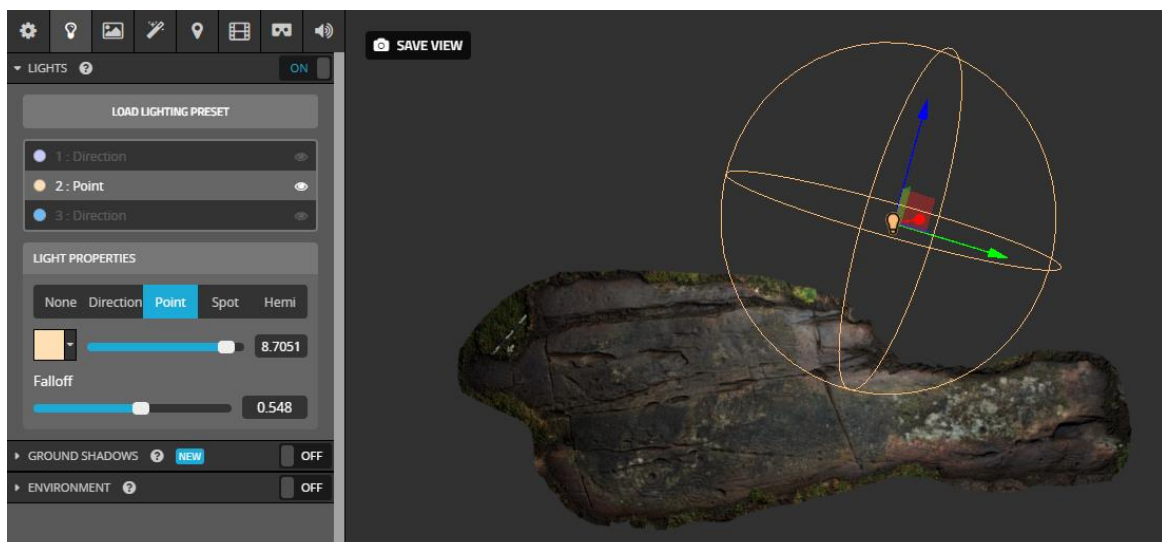 SAVE VIEW
LIGHTS ?
ON
LOAD LIGHTING PRESET
1 : Direction
2 : Point
3 : Direction
LIGHT PROPERTIES
None Direction Point Spot Hemi
8.7051
Falloff
0.548
GROUND SHADOWS ? NEW OFF
ENVIRONMENT ? OFF